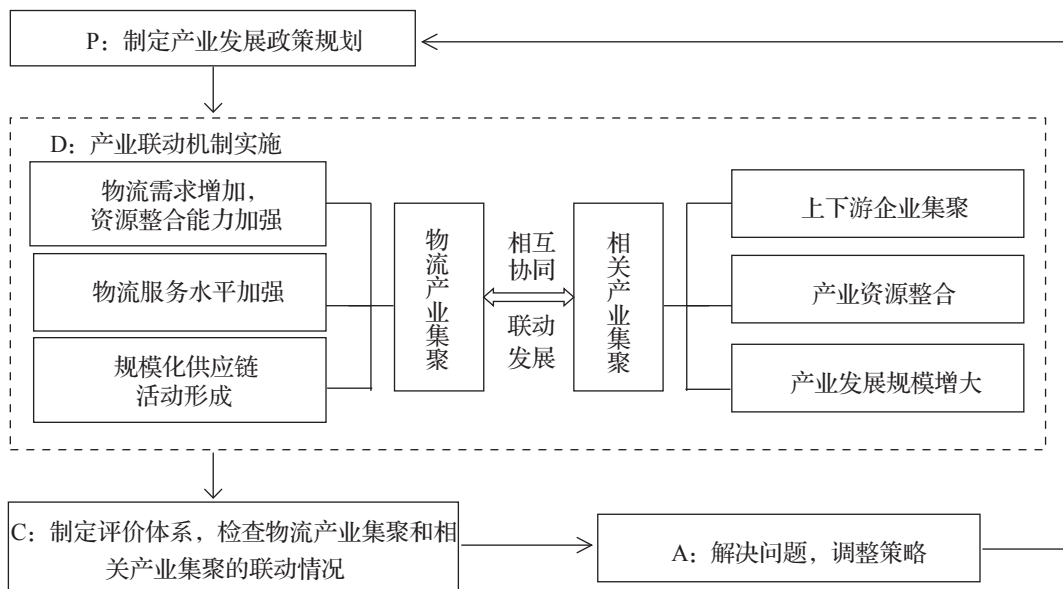 P：制定产业发展政策规划
D：产业联动机制实施
物流需求增加，
资源整合能力加强
物流服务水平加强
规模化供应链
活动形成
物流产业集聚
相互
协同
联动
发展
相关产业集聚
上下游企业集聚
产业资源整合
产业发展规模增大
C：制定评价体系，检查物流产业集聚和相
关产业集聚的联动情况
A：解决问题，调整策略